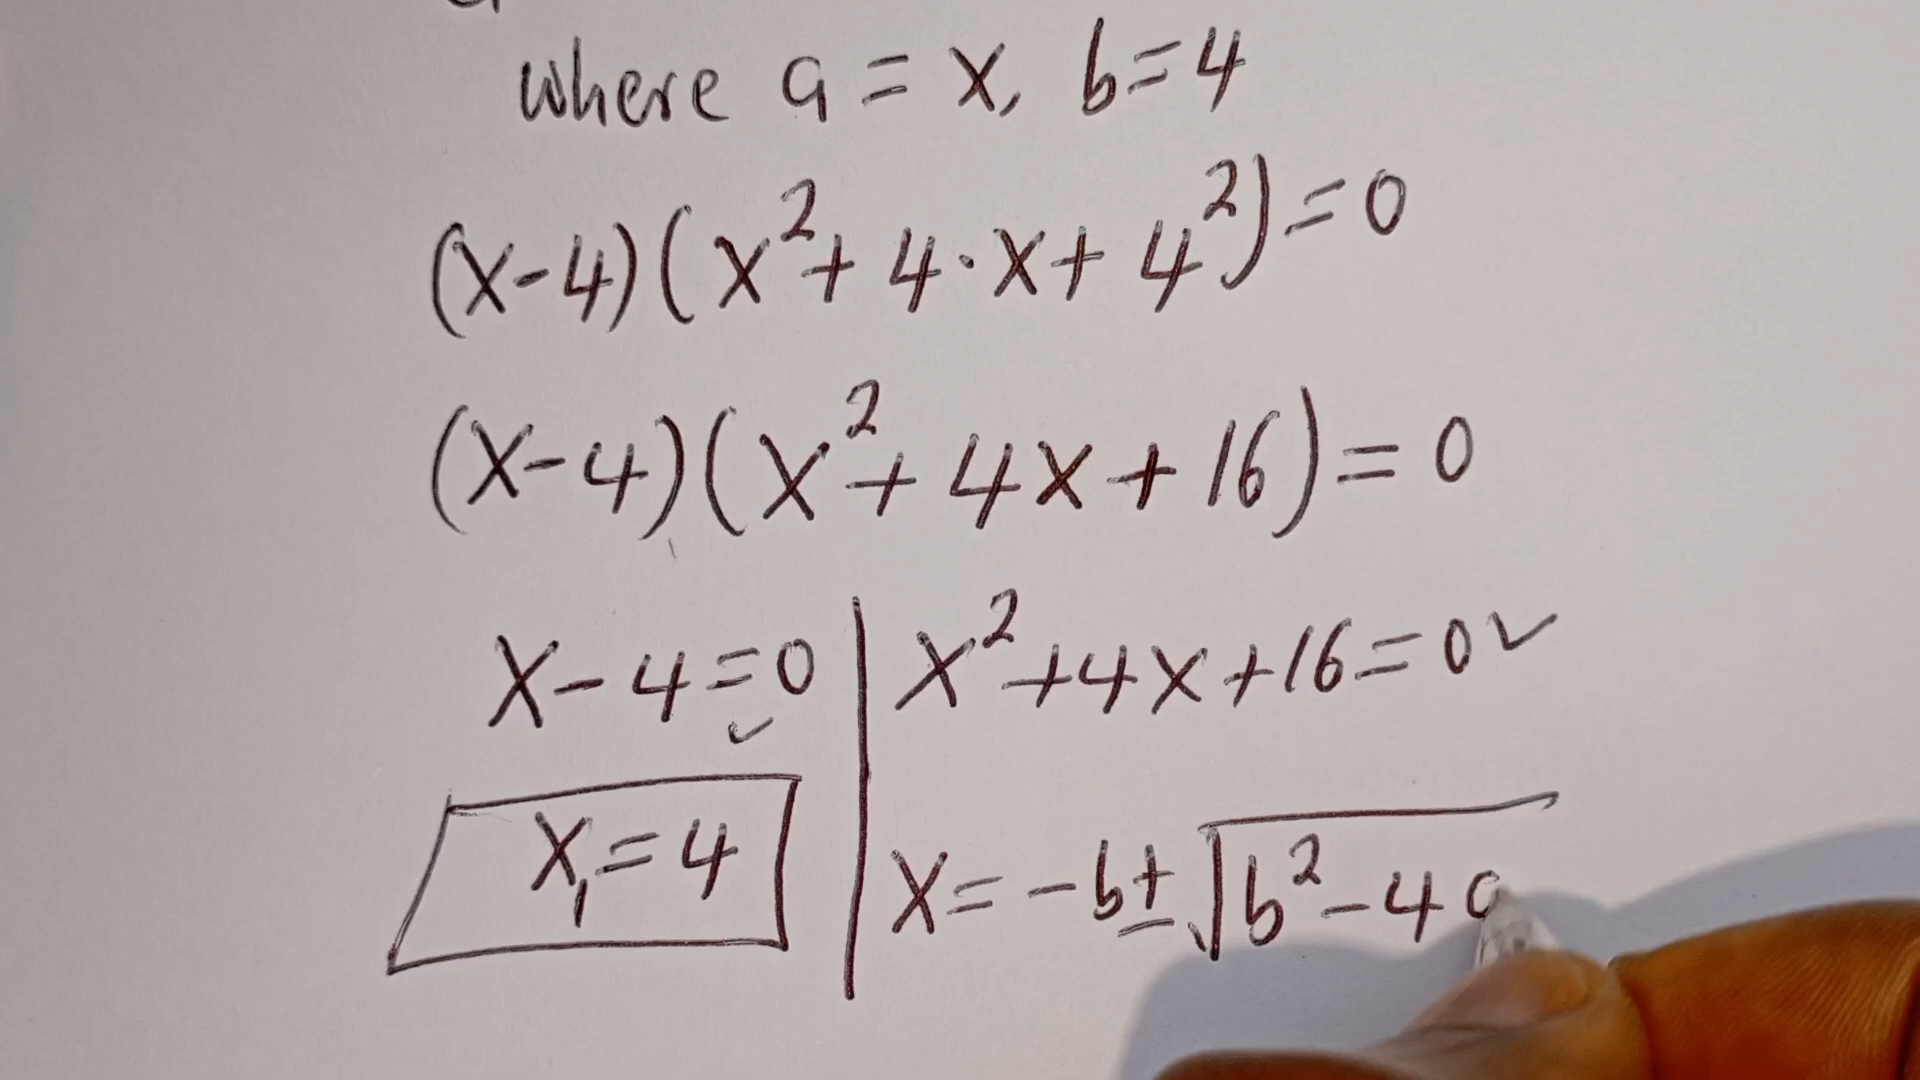 where a = x, b=4
(x-4)(x²+ 4·x+ 4²)=0
(x-4)(x²+ 4x+16)=0
x-4=0 | x²+4x+16=0✓
✓
x₁=4 | x= -b±√b²-4a